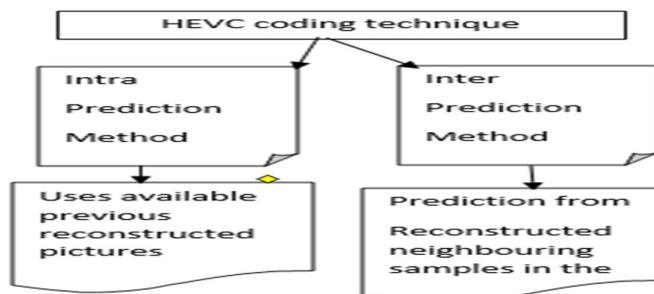 HEVC coding technique
Intra
Prediction
Method
Inter
Prediction
Method
Uses available
previous
reconstructed
pictures
Prediction from
Reconstructed
neighbouring
samples in the